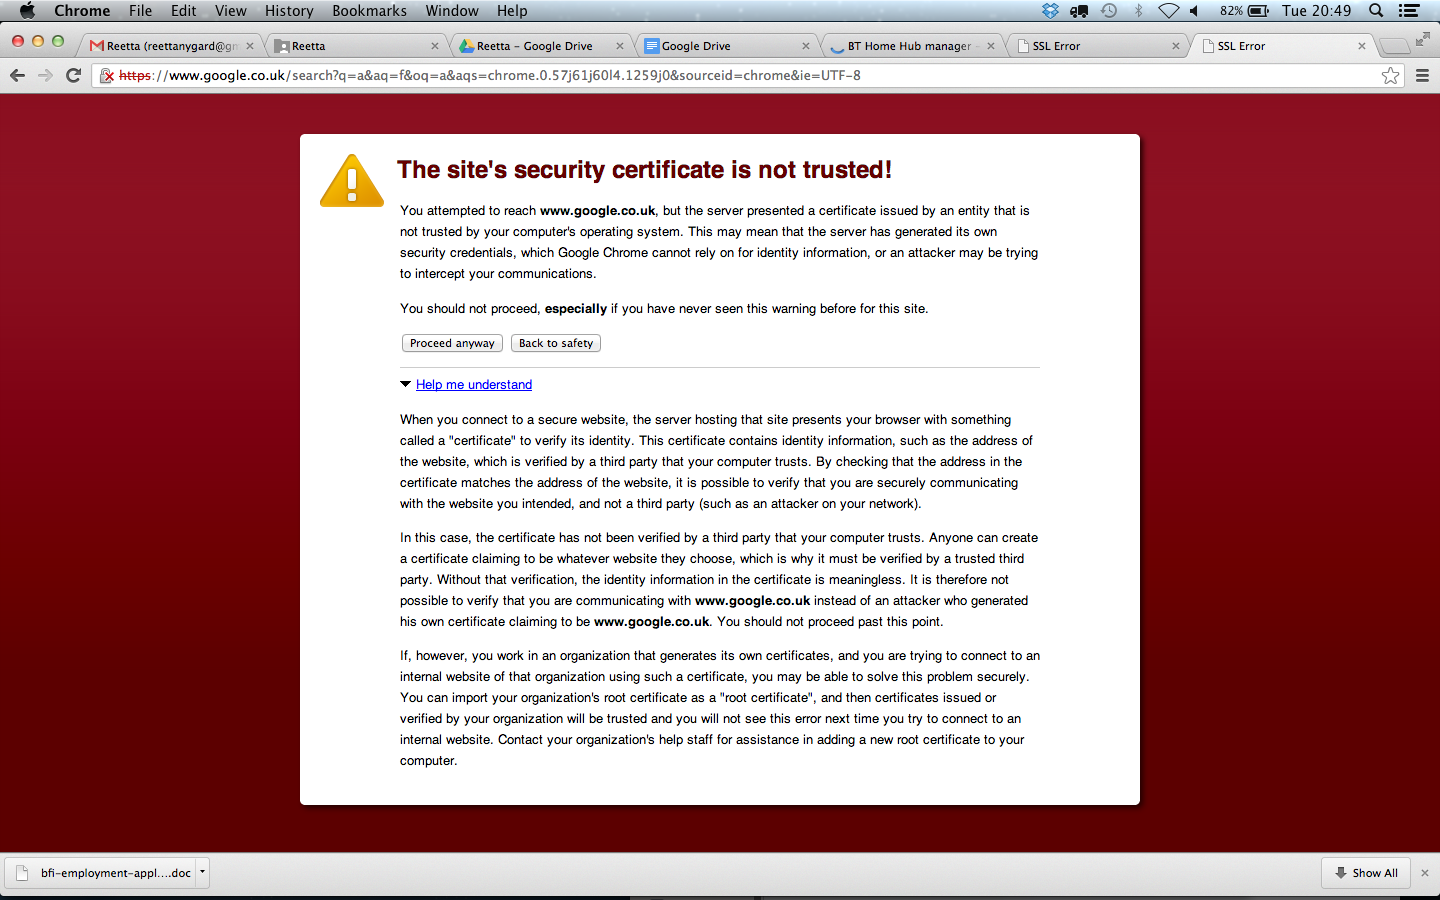 Chrome File Edit View History Bookmarks Window Help 82% Tue 20:49
Reetta (reettanygard@gm Reetta Reetta – Google Drive Google Drive BT Home Hub manager - SSL Error SSL Error
https://www.google.co.uk/search?q=a&aq=f&oq=a&aqs=chrome.0.57j61j60l4.1259j0&sourceid=chrome&ie=UTF-8
The site's security certificate is not trusted!
You attempted to reach www.google.co.uk, but the server presented a certificate issued by an entity that is
not trusted by your computer's operating system. This may mean that the server has generated its own
security credentials, which Google Chrome cannot rely on for identity information, or an attacker may be trying
to intercept your communications.
You should not proceed, especially if you have never seen this warning before for this site.
Proceed anyway Back to safety
Help me understand
When you connect to a secure website, the server hosting that site presents your browser with something
called a "certificate" to verify its identity. This certificate contains identity information, such as the address of
the website, which is verified by a third party that your computer trusts. By checking that the address in the
certificate matches the address of the website, it is possible to verify that you are securely communicating
with the website you intended, and not a third party (such as an attacker on your network).
In this case, the certificate has not been verified by a third party that your computer trusts. Anyone can create
a certificate claiming to be whatever website they choose, which is why it must be verified by a trusted third
party. Without that verification, the identity information in the certificate is meaningless. It is therefore not
possible to verify that you are communicating with www.google.co.uk instead of an attacker who generated
his own certificate claiming to be www.google.co.uk. You should not proceed past this point.
If, however, you work in an organization that generates its own certificates, and you are trying to connect to an
internal website of that organization using such a certificate, you may be able to solve this problem securely.
You can import your organization's root certificate as a "root certificate", and then certificates issued or
verified by your organization will be trusted and you will not see this error next time you try to connect to an
internal website. Contact your organization's help staff for assistance in adding a new root certificate to your
computer.
bfi-employment-appl....doc Show All